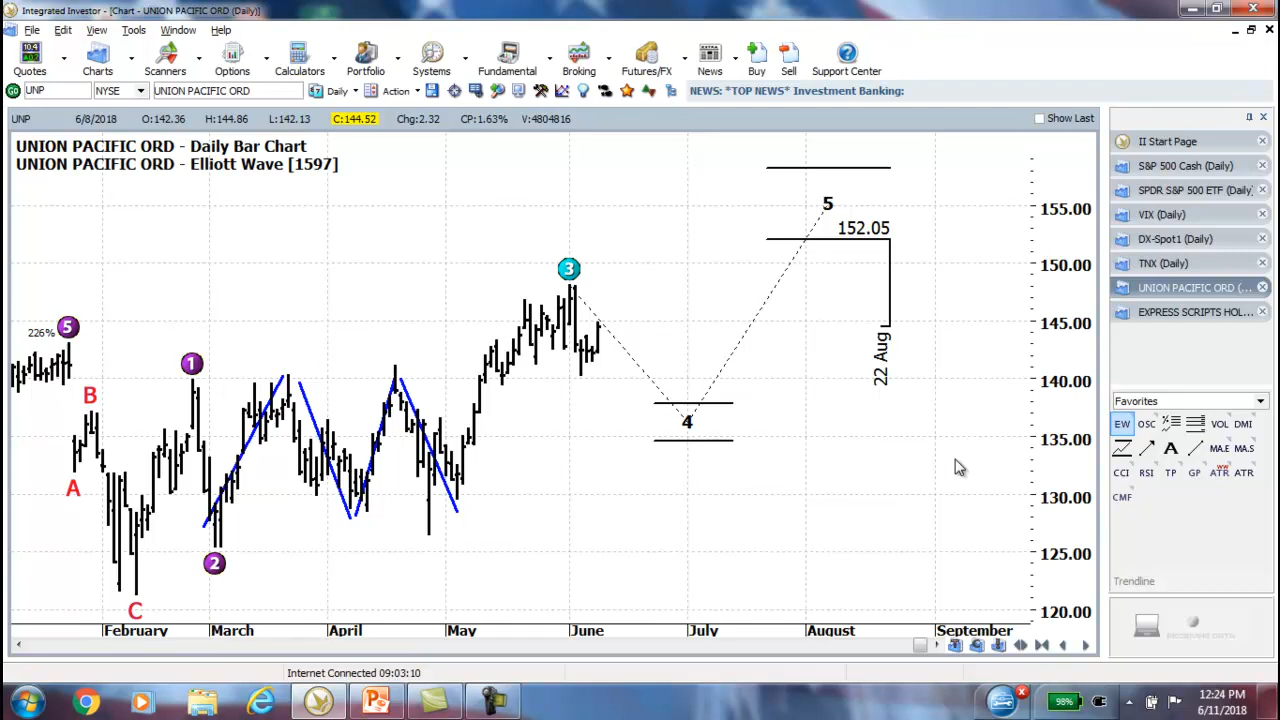 Integrated Investor - [Chart - UNION PACIFIC ORD (Daily)]
File Edit View Tools Window Help
Quotes Charts Scanners Options Calculators Portfolio Systems Fundamental Broking Futures/FX News Buy Sell Support Center
GO UNP NYSE UNION PACIFIC ORD Daily Action NEWS: *TOP NEWS* Investment Banking:
UNP 6/8/2018 O:142.36 H:144.86 L:142.13 C:144.52 Chg:2.32 CP:1.63% V:4804816 Show Last
UNION PACIFIC ORD - Daily Bar Chart
UNION PACIFIC ORD - Elliott Wave [1597]
226% 5
B
A
C
1
2
3
4
5
152.05
22 Aug
155.00
150.00
145.00
140.00
135.00
130.00
125.00
120.00
February March April May June July August September
II Start Page
S&P 500 Cash (Daily)
SPDR S&P 500 ETF (Daily)
VIX (Daily)
DX-Spot1 (Daily)
TNX (Daily)
UNION PACIFIC ORD (...
EXPRESS SCRIPTS HOL...
Favorites
EW OSC VOL DMI
A MA.E MA.S
CCI RSI TP GP ATR ATR
CMF
Trendline
RECEIVING DATA
Internet Connected 09:03:10
98%
12:24 PM
6/11/2018